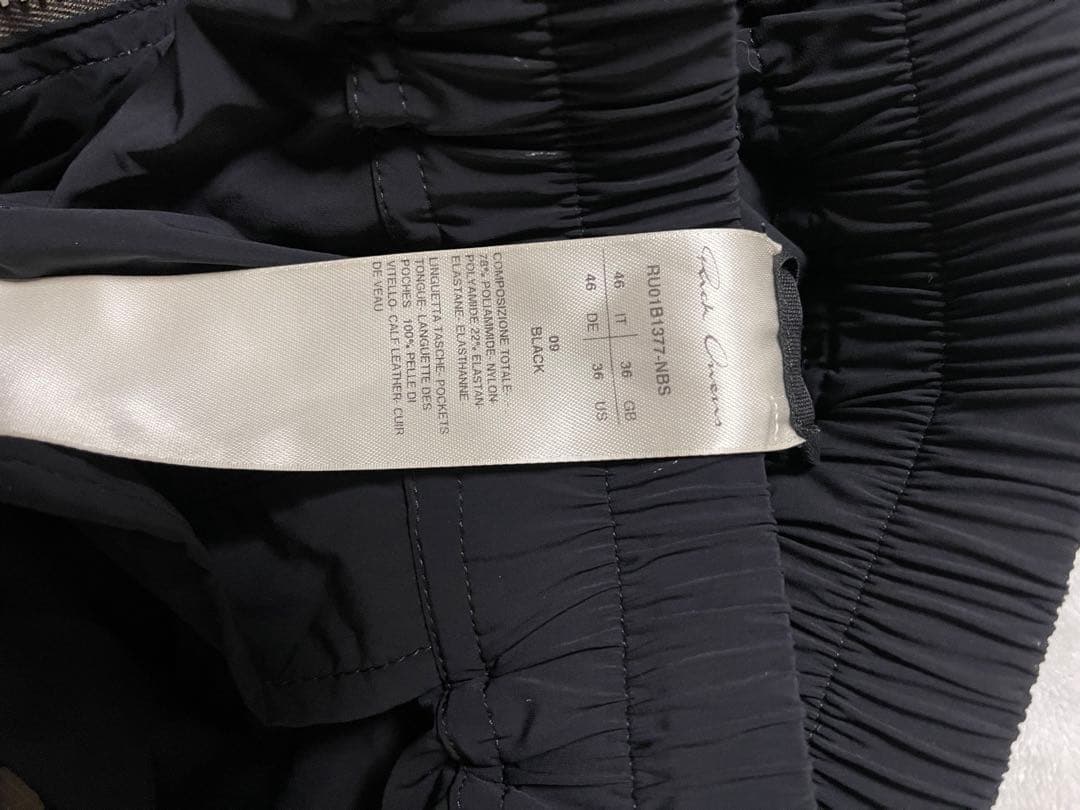 Rick Owens
RU01B1377-NBS
46 IT 36 GB
46 DE 36 US
09
BLACK
COMPOSIZIONE TOTALE:
78% POLIAMMIDE- NYLON-
POLYAMIDE 22% ELASTAN-
ELASTANE- ELASTHANNE
LINGUETTA TASCHE- POCKETS
TONGUE- LANGUETTE DES
POCHES 100% PELLE DI
VITELLO- CALF LEATHER- CUIR
DE VEAU